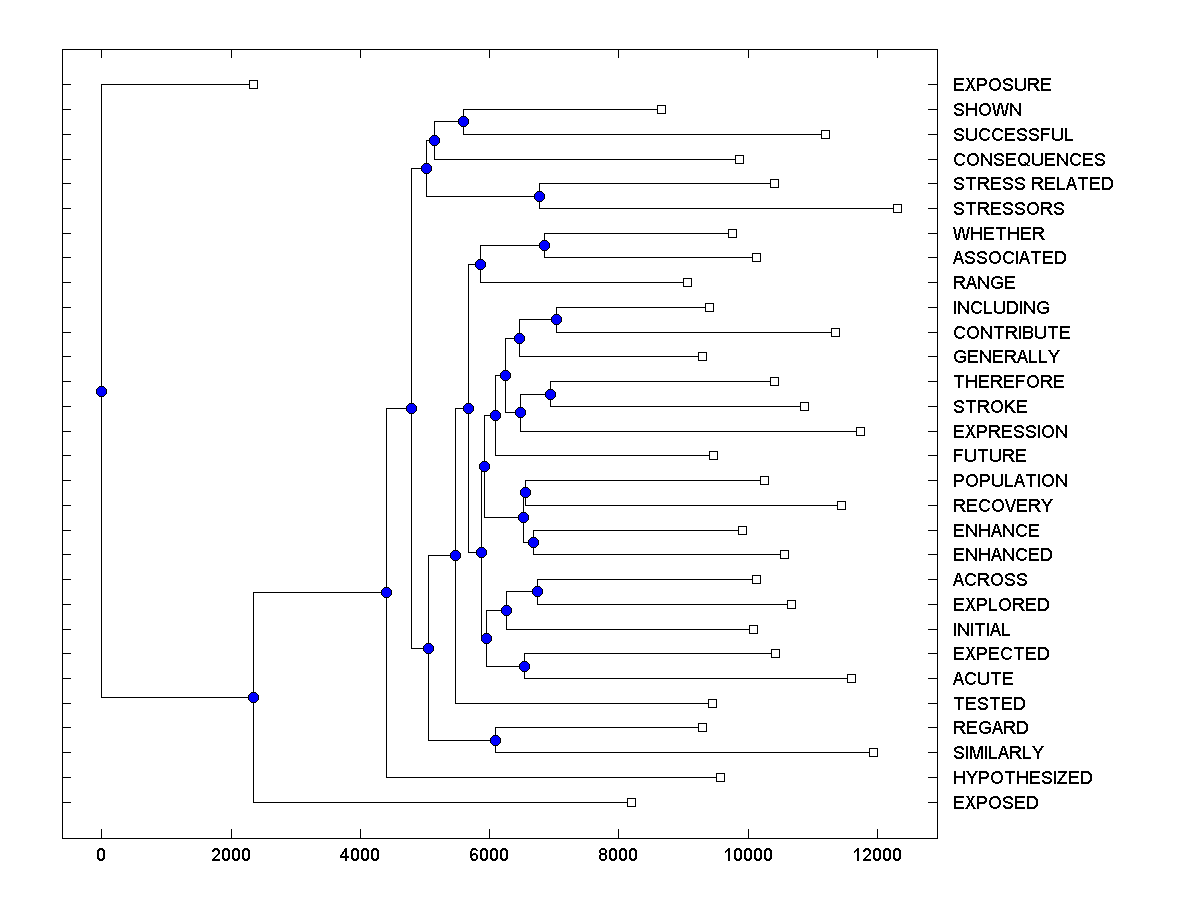 EXPOSURE
SHOWN
SUCCESSFUL
CONSEQUENCES
STRESS RELATED
STRESSORS
WHETHER
ASSOCIATED
RANGE
INCLUDING
CONTRIBUTE
GENERALLY
THEREFORE
STROKE
EXPRESSION
FUTURE
POPULATION
RECOVERY
ENHANCE
ENHANCED
ACROSS
EXPLORED
INITIAL
EXPECTED
ACUTE
TESTED
REGARD
SIMILARLY
HYPOTHESIZED
EXPOSED
0 2000 4000 6000 8000 10000 12000